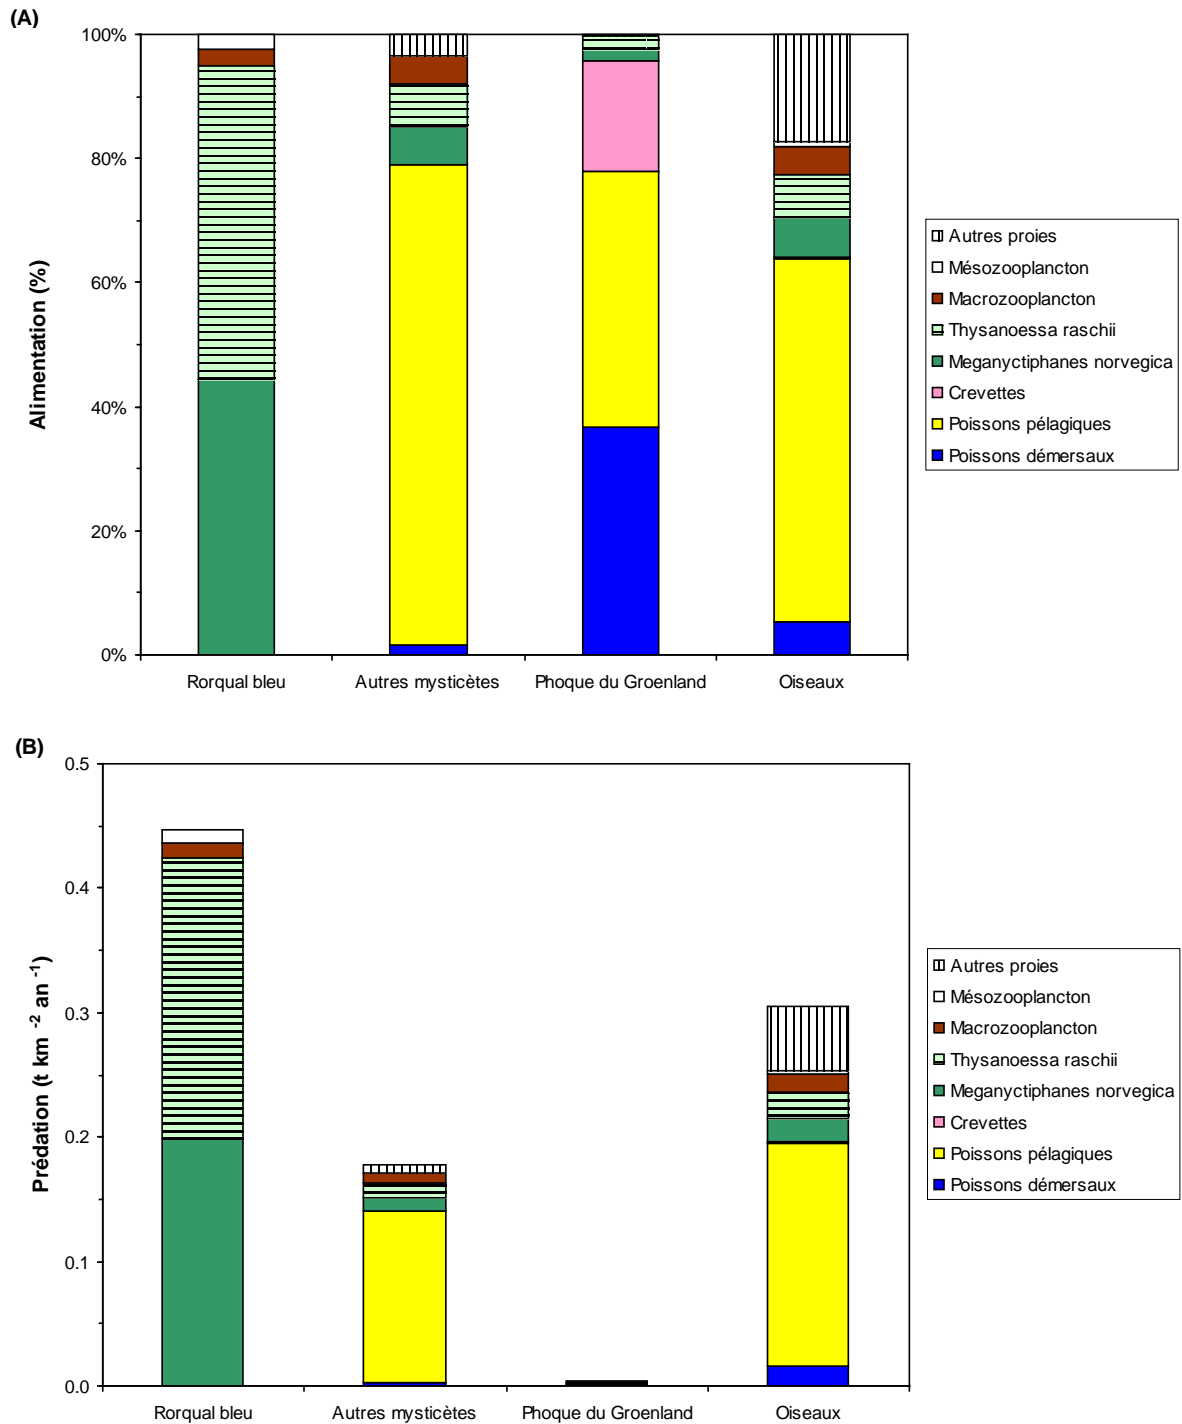 (A)
100%
80%
60%
40%
20%
0%
Alimentation (%)
Rorqual bleu
Autres mysticètes
Phoque du Groenland
Oiseaux
Autres proies
Mésozooplancton
Macrozooplancton
Thysanoessa raschii
Meganyctiphanes norvegica
Crevettes
Poissons pélagiques
Poissons démersaux
(B)
0.5
0.4
0.3
0.2
0.1
0.0
Prédation (t km -2 an -1)
Rorqual bleu
Autres mysticètes
Phoque du Groenland
Oiseaux
Autres proies
Mésozooplancton
Macrozooplancton
Thysanoessa raschii
Meganyctiphanes norvegica
Crevettes
Poissons pélagiques
Poissons démersaux